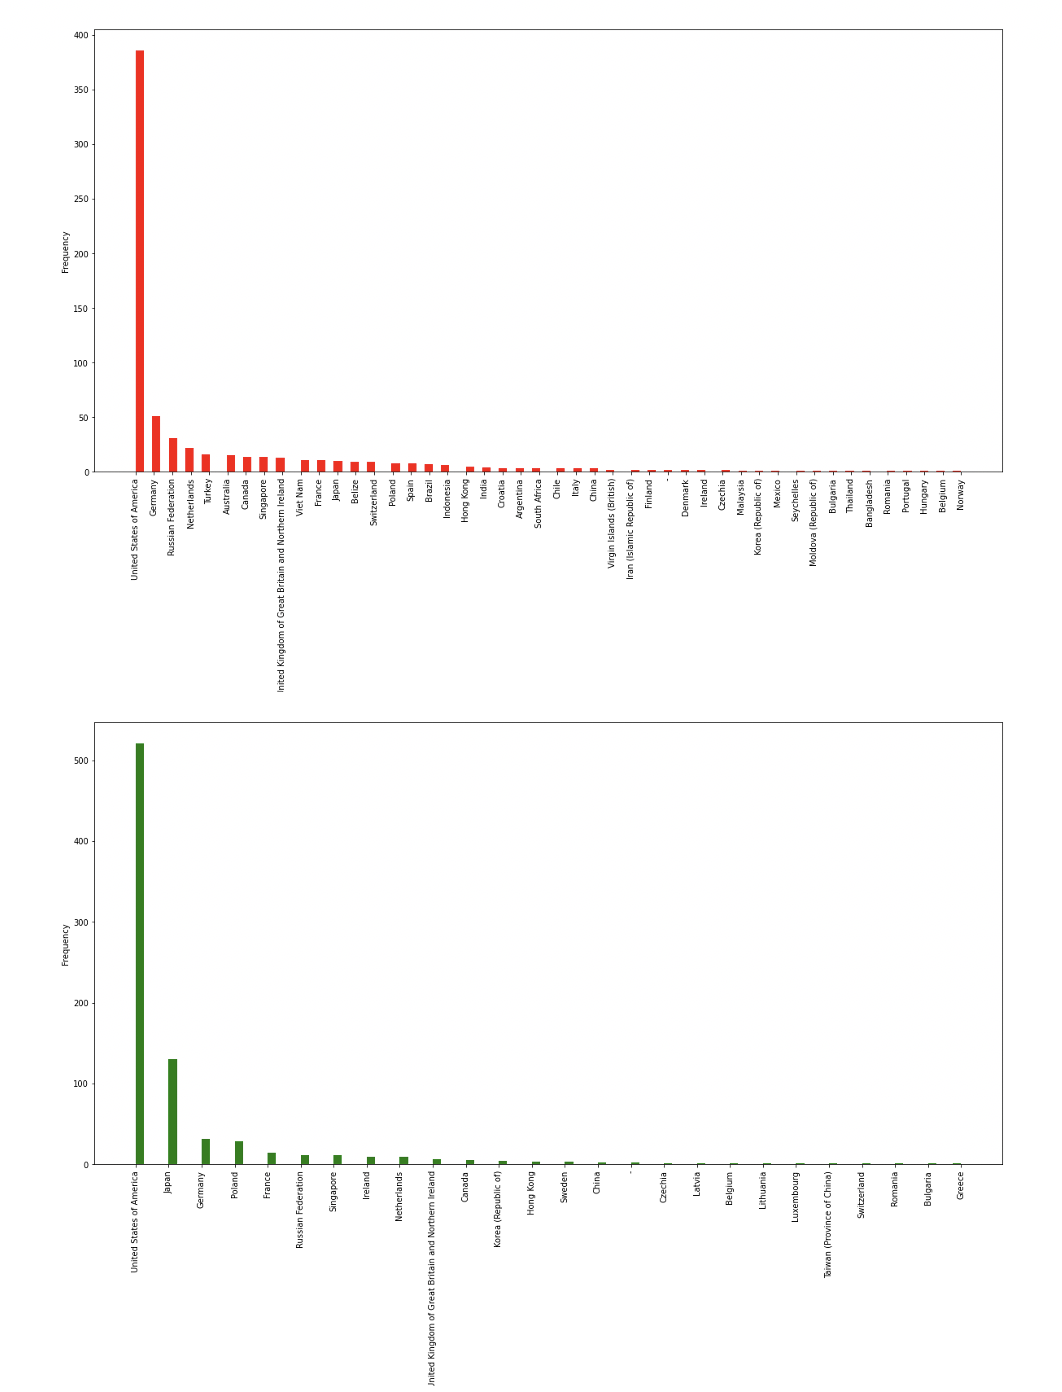 400
350
300
250
200
150
100
50
0
Frequency
United States of America
Germany
Russian Federation
Netherlands
Turkey
Australia
Canada
Singapore
Inited Kingdom of Great Britain and Northern Ireland
Viet Nam
France
Japan
Belize
Switzerland
Poland
Spain
Brazil
Indonesia
Hong Kong
India
Croatia
Argentina
South Africa
Chile
Italy
China
Virgin Islands (British)
Iran (Islamic Republic of)
Finland
-
Denmark
Ireland
Czechia
Malaysia
Korea (Republic of)
Mexico
Seychelles
Moldova (Republic of)
Bulgaria
Thailand
Bangladesh
Romania
Portugal
Hungary
Belgium
Norway
500
400
300
200
100
0
Frequency
United States of America
Japan
Germany
Poland
France
Russian Federation
Singapore
Ireland
Netherlands
United Kingdom of Great Britain and Northern Ireland
Canada
Korea (Republic of)
Hong Kong
Sweden
China
-
Czechia
Latvia
Belgium
Lithuania
Luxembourg
Taiwan (Province of China)
Switzerland
Romania
Bulgaria
Greece